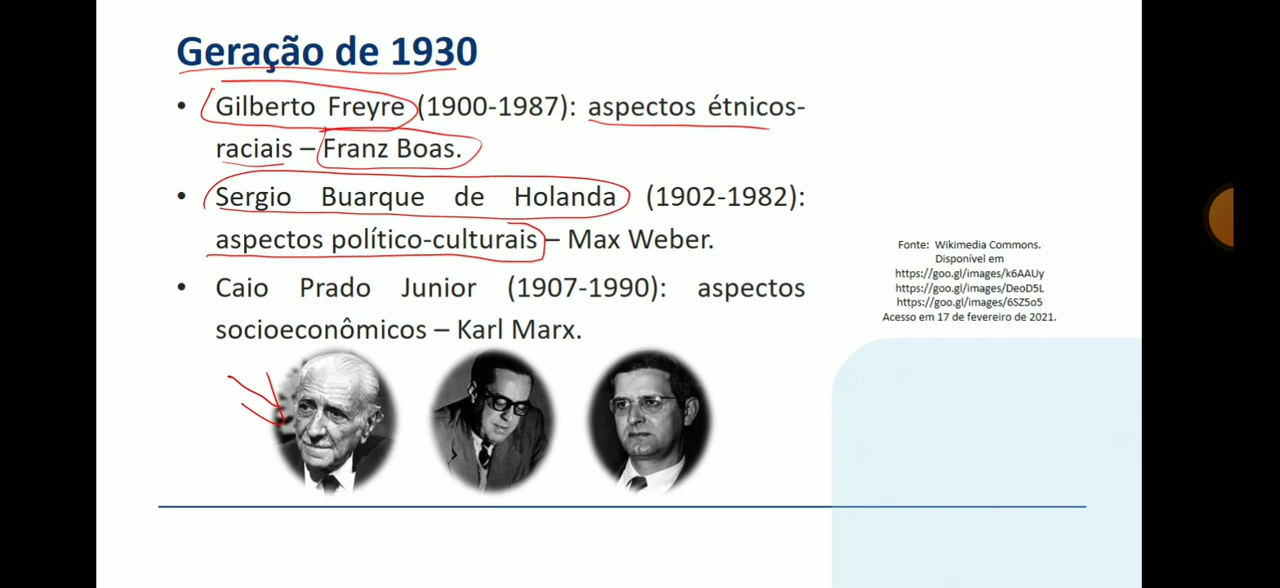 Geração de 1930
• Gilberto Freyre (1900-1987): aspectos étnicos-
raciais – Franz Boas.
• Sergio Buarque de Holanda (1902-1982):
aspectos político-culturais – Max Weber.
• Caio Prado Junior (1907-1990): aspectos
socioeconômicos – Karl Marx.
Fonte: Wikimedia Commons.
Disponível em
https://goo.gl/images/k6AAUy
https://goo.gl/images/DeoD5L
https://goo.gl/images/6SZ5o5
Acesso em 17 de fevereiro de 2021.